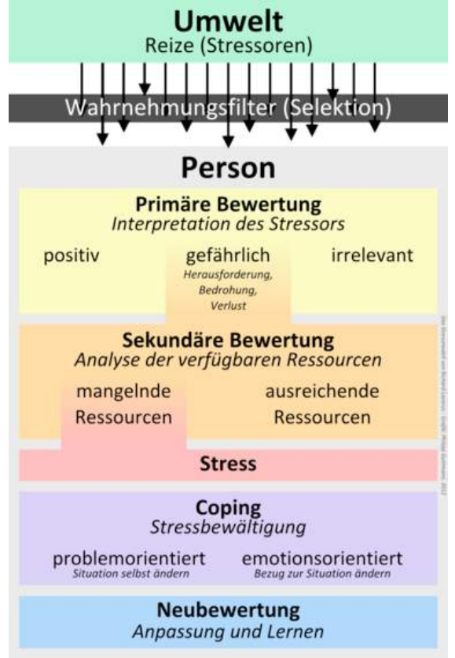 Umwelt
Reize (Stressoren)
Wahrnehmungsfilter (Selektion)
Person
Primäre Bewertung
Interpretation des Stressors
positiv gefährlich irrelevant
Herausforderung,
Bedrohung,
Verlust
Sekundäre Bewertung
Analyse der verfügbaren Ressourcen
mangelnde ausreichende
Ressourcen Ressourcen
Stress
Coping
Stressbewältigung
problemorientiert emotionsorientiert
Situation selbst ändern Bezug zur Situation ändern
Neubewertung
Anpassung und Lernen